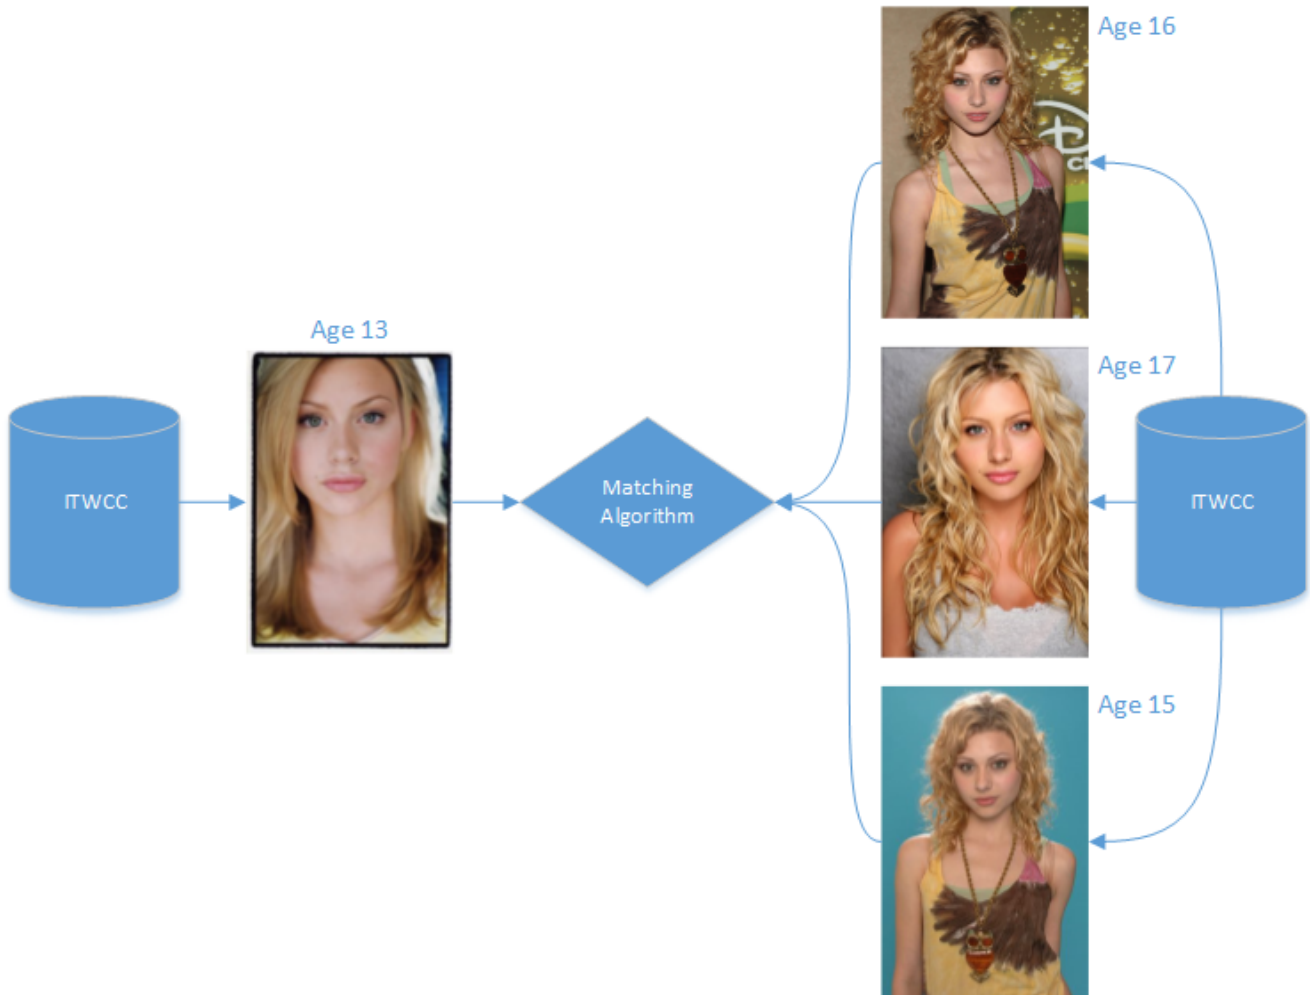 Age 16
C
Age 13
Age 17
ITWCC
Matching
Algorithm
ITWCC
Age 15